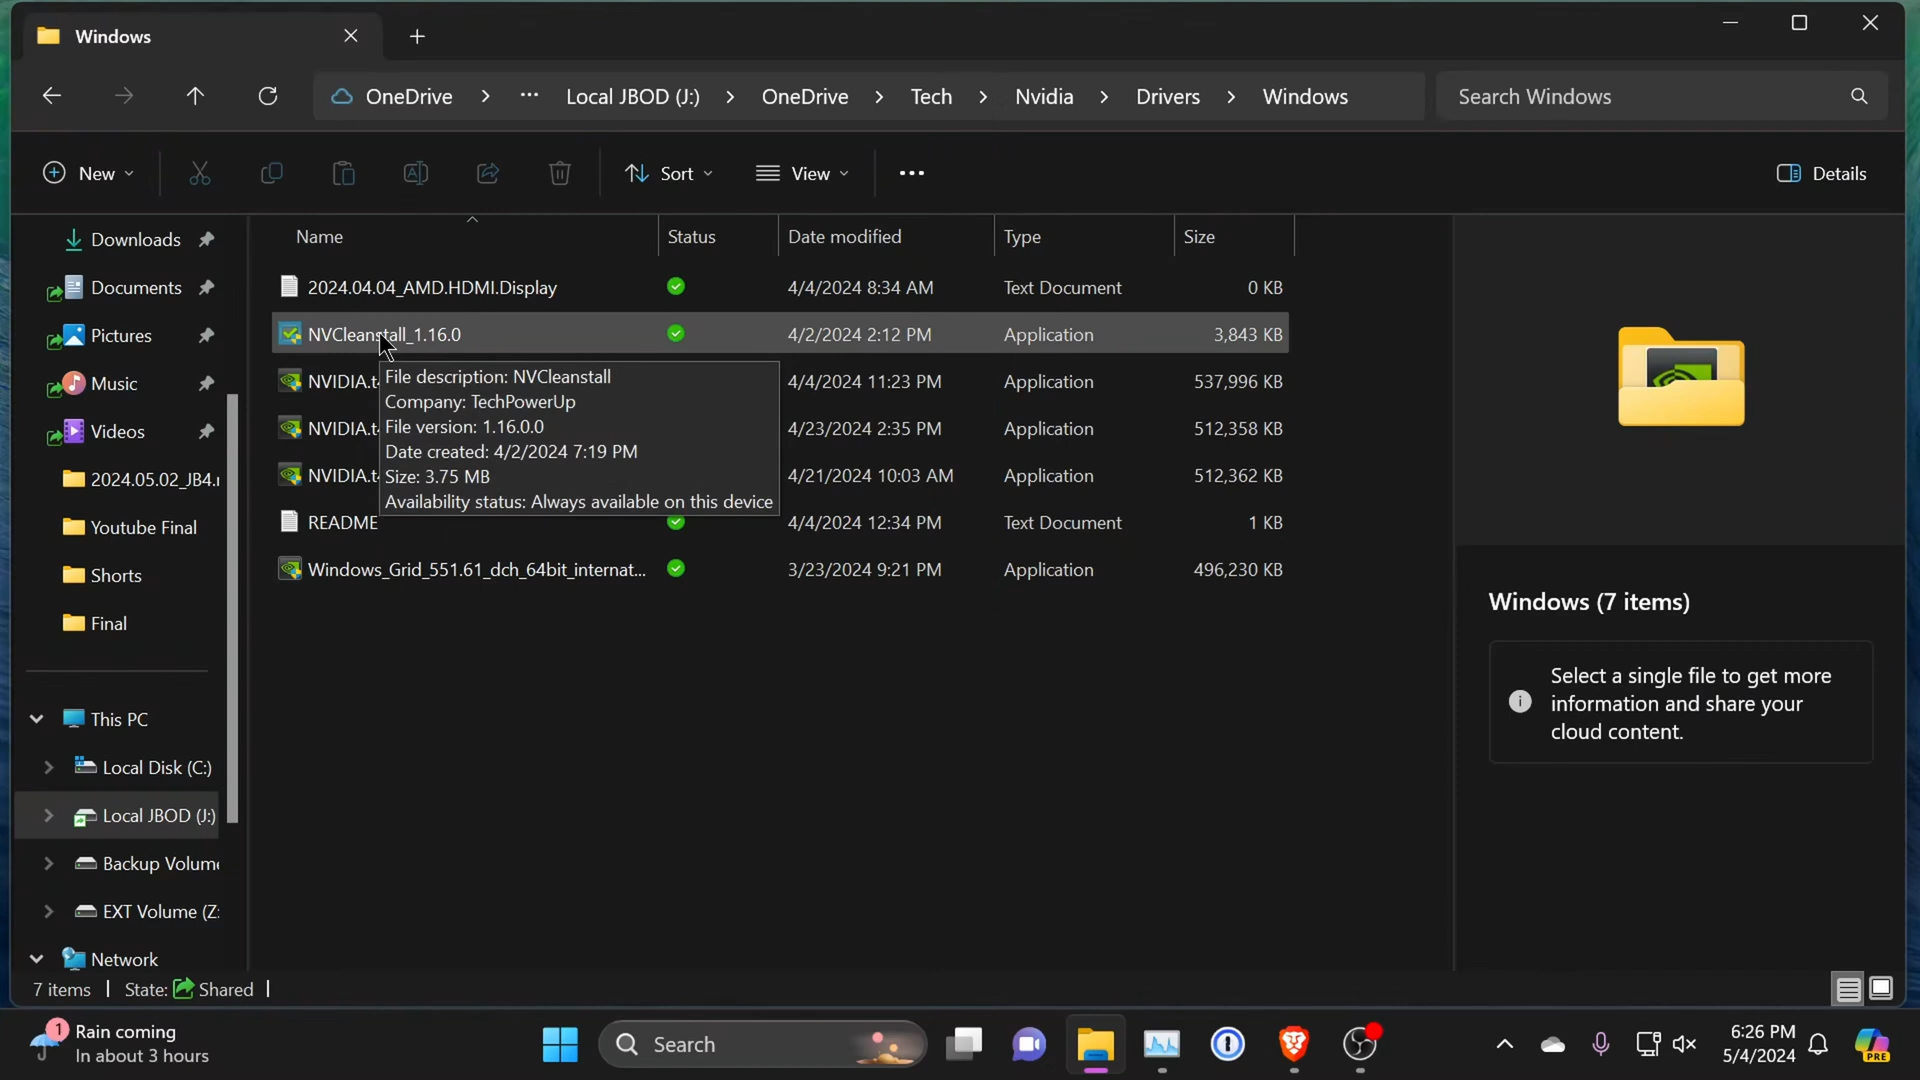 Windows
OneDrive > ... Local JBOD (J:) > OneDrive > Tech > Nvidia > Drivers > Windows
Search Windows
New
Sort
View
Details
Name
Status
Date modified
Type
Size
Downloads
Documents
Pictures
Music
Videos
2024.05.02_JB4.
Youtube Final
Shorts
Final
This PC
Local Disk (C:)
Local JBOD (J:)
Backup Volume
EXT Volume (Z:
Network
2024.04.04_AMD.HDMI.Display 4/4/2024 8:34 AM Text Document 0 KB
NVCleanstall_1.16.0 4/2/2024 2:12 PM Application 3,843 KB
NVIDIA.t 4/4/2024 11:23 PM Application 537,996 KB
NVIDIA.t 4/23/2024 2:35 PM Application 512,358 KB
NVIDIA.t 4/21/2024 10:03 AM Application 512,362 KB
README 4/4/2024 12:34 PM Text Document 1 KB
Windows_Grid_551.61_dch_64bit_internat... 3/23/2024 9:21 PM Application 496,230 KB
File description: NVCleanstall
Company: TechPowerUp
File version: 1.16.0.0
Date created: 4/2/2024 7:19 PM
Size: 3.75 MB
Availability status: Always available on this device
Windows (7 items)
Select a single file to get more
information and share your
cloud content.
7 items | State: Shared |
1
Rain coming
In about 3 hours
Search
6:26 PM
5/4/2024
PRE